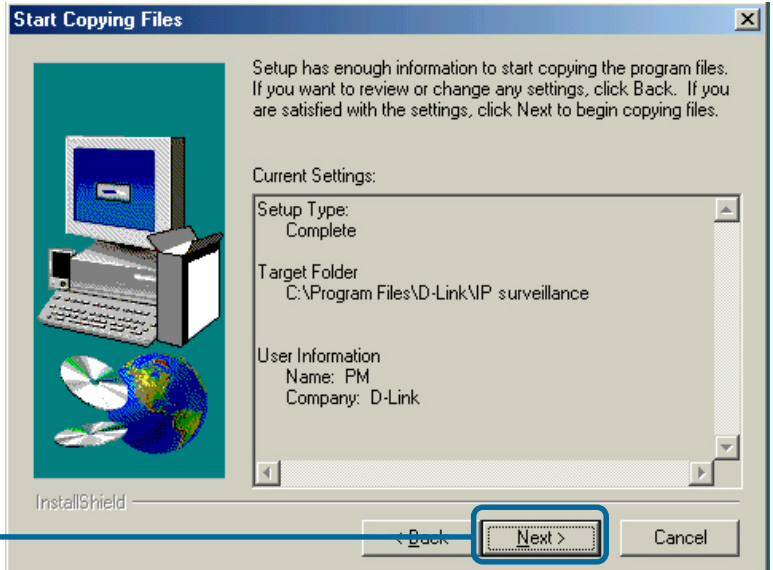 Start Copying Files
Setup has enough information to start copying the program files.
If you want to review or change any settings, click Back. If you
are satisfied with the settings, click Next to begin copying files.
Current Settings:
Setup Type:
Complete
Target Folder
C:\Program Files\D-Link\IP surveillance
User Information
Name: PM
Company: D-Link
InstallShield
< Back
Next >
Cancel